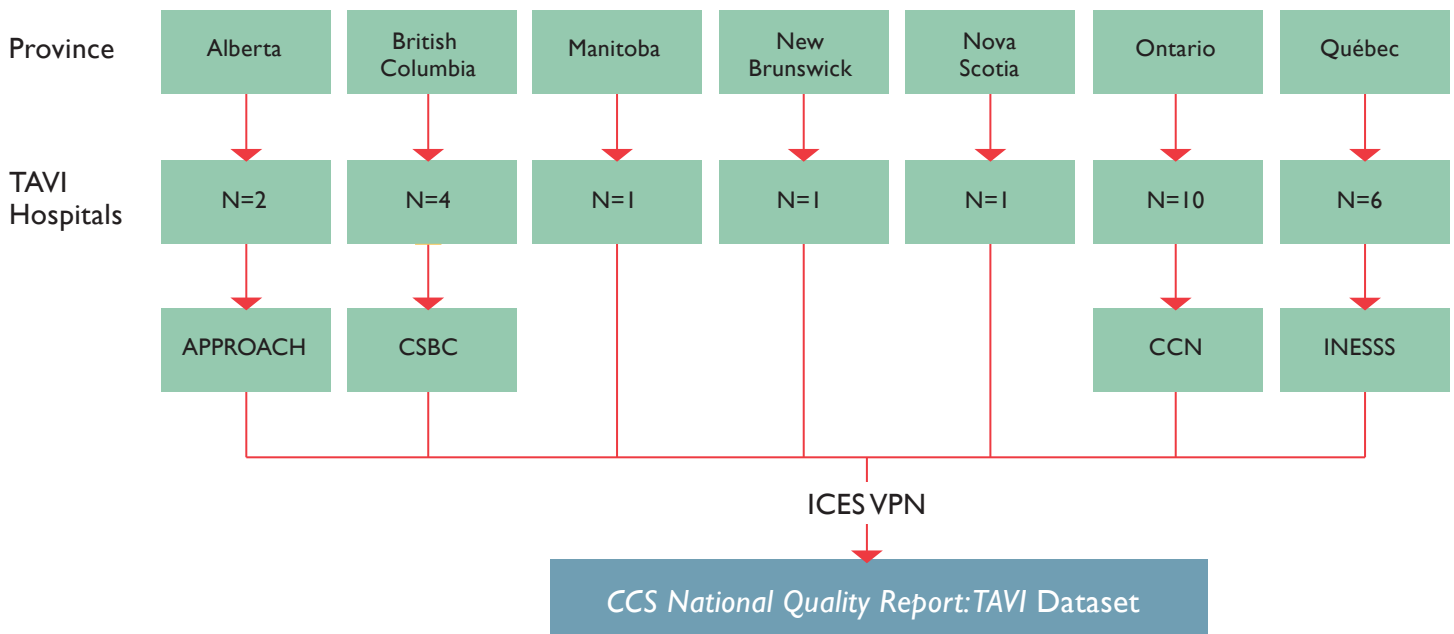 Province
Alberta
British
Columbia
Manitoba
New
Brunswick
Nova
Scotia
Ontario
Québec
TAVI
Hospitals
N=2
N=4
N=1
N=1
N=1
N=10
N=6
APPROACH
CSBC
CCN
INESSS
ICES VPN
CCS National Quality Report: TAVI Dataset